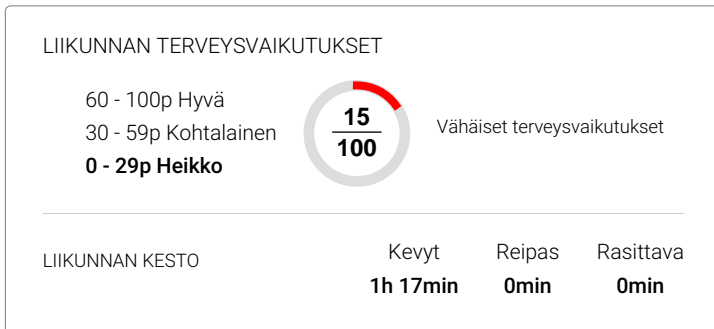 LIIKUNNAN TERVEYSVAIKUTUKSET
60 - 100p Hyvä
30 - 59p Kohtalainen
0 - 29p Heikko
15
100
Vähäiset terveysvaikutukset
LIIKUNNAN KESTO
Kevyt Reipas Rasittava
1h 17min 0min 0min